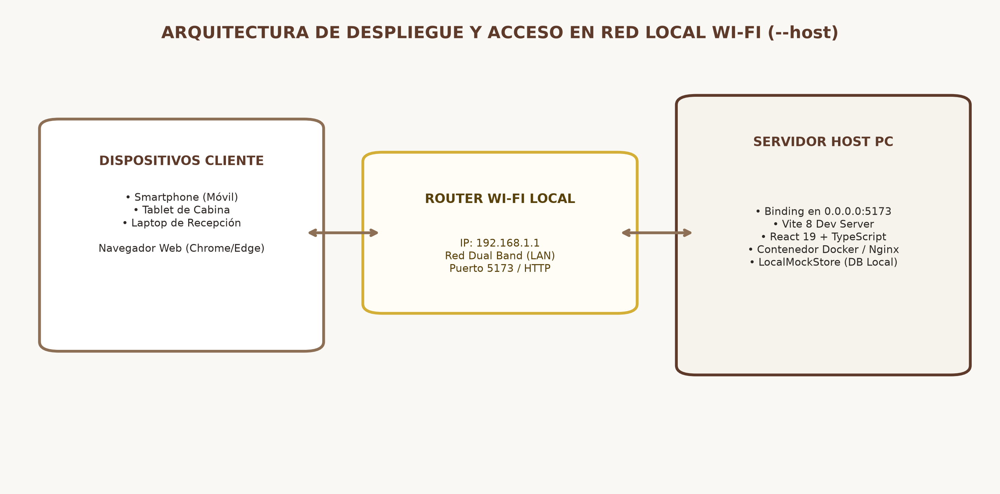 ARQUITECTURA DE DESPLIEGUE Y ACCESO EN RED LOCAL WI-FI (--host)
DISPOSITIVOS CLIENTE
• Smartphone (Móvil)
• Tablet de Cabina
• Laptop de Recepción
Navegador Web (Chrome/Edge)
ROUTER WI-FI LOCAL
IP: 192.168.1.1
Red Dual Band (LAN)
Puerto 5173 / HTTP
SERVIDOR HOST PC
• Binding en 0.0.0.0:5173
• Vite 8 Dev Server
• React 19 + TypeScript
• Contenedor Docker / Nginx
• LocalMockStore (DB Local)